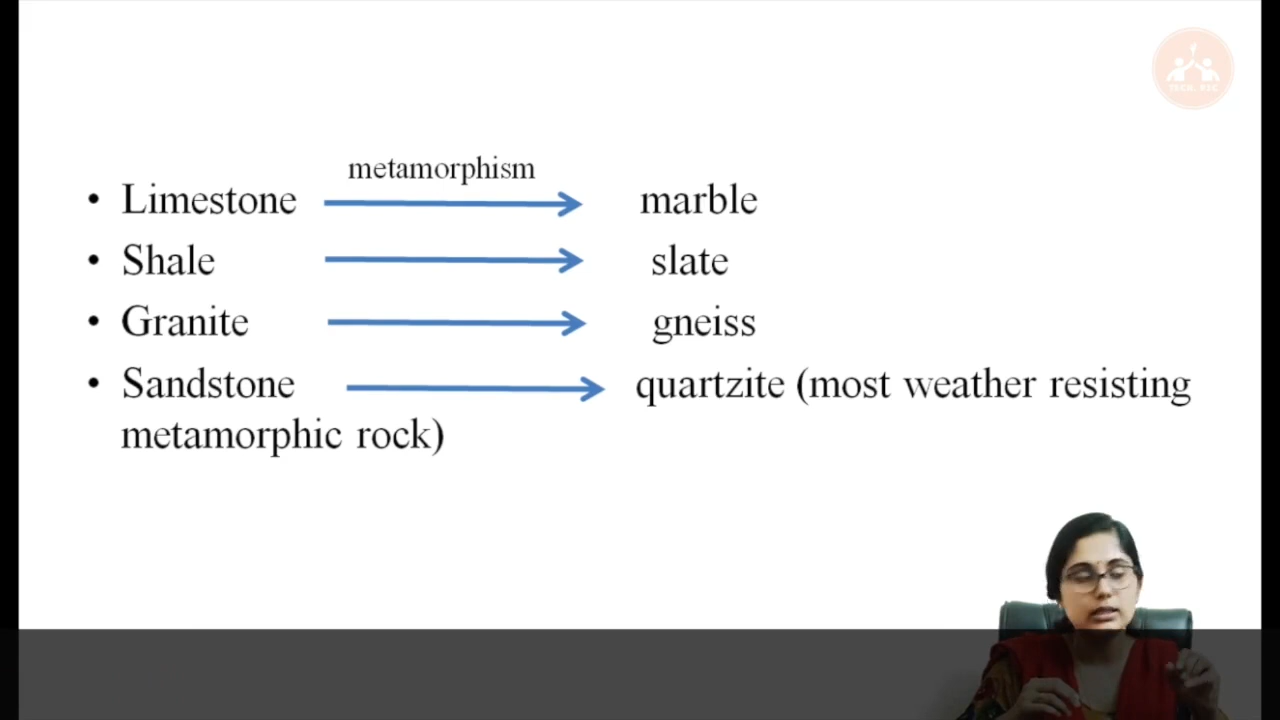 metamorphism
• Limestone marble
• Shale slate
• Granite gneiss
• Sandstone quartzite (most weather resisting
metamorphic rock)